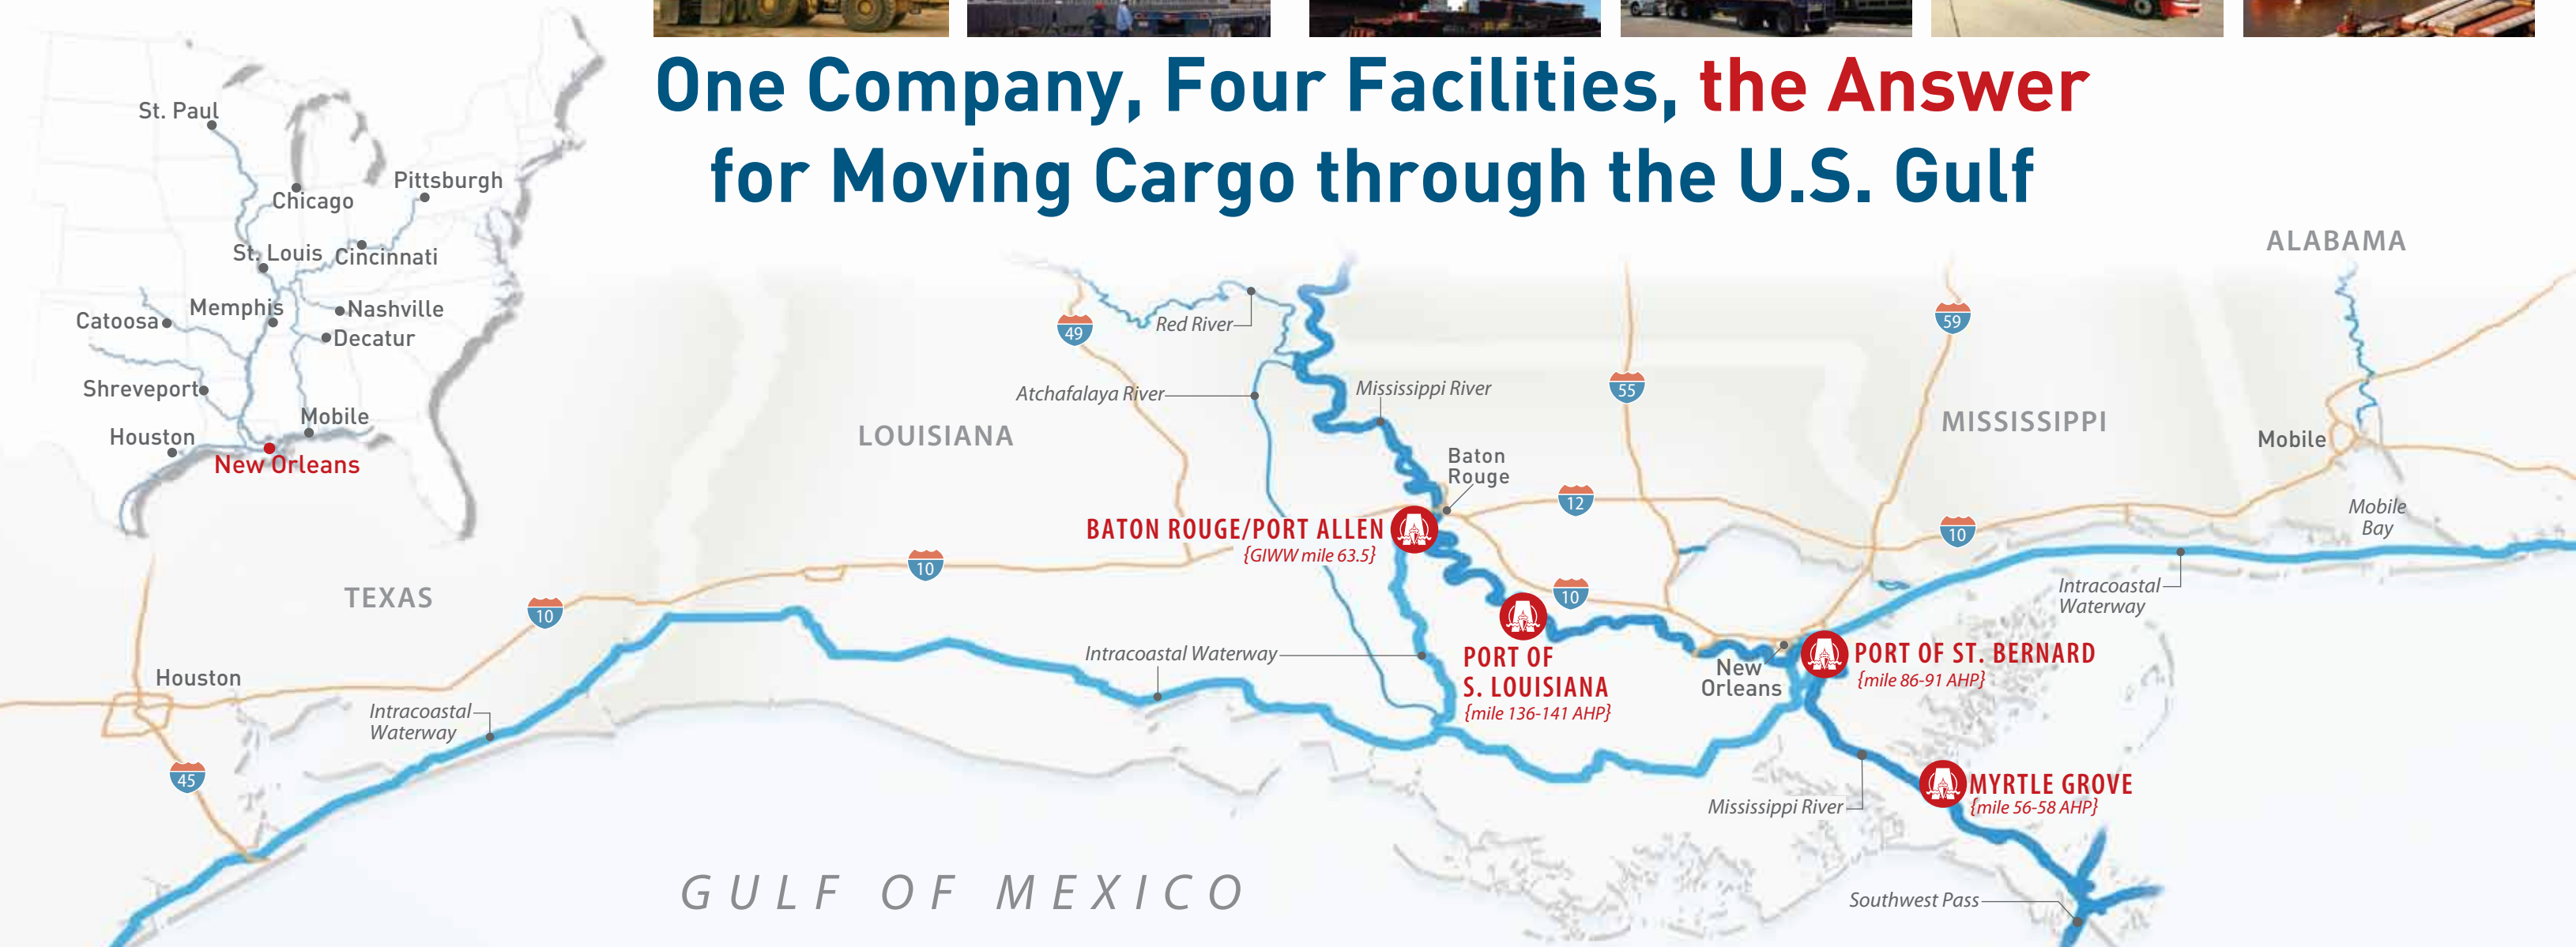 One Company, Four Facilities, the Answer
for Moving Cargo through the U.S. Gulf
St. Paul
Chicago
Pittsburgh
St. Louis
Cincinnati
Memphis
Nashville
Catoosa
Decatur
Shreveport
Mobile
Houston
New Orleans
ALABAMA
49
Red River
59
55
Atchafalaya River
Mississippi River
LOUISIANA
MISSISSIPPI
Mobile
Baton
Rouge
12
Mobile
Bay
BATON ROUGE/PORT ALLEN
{GIWW mile 63.5}
10
10
10
Intracoastal
Waterway
TEXAS
10
Intracoastal Waterway
PORT OF
S. LOUISIANA
{mile 136-141 AHP}
New
Orleans
PORT OF ST. BERNARD
{mile 86-91 AHP}
Houston
Intracoastal
Waterway
45
Mississippi River
MYRTLE GROVE
{mile 56-58 AHP}
GULF OF MEXICO
Southwest Pass